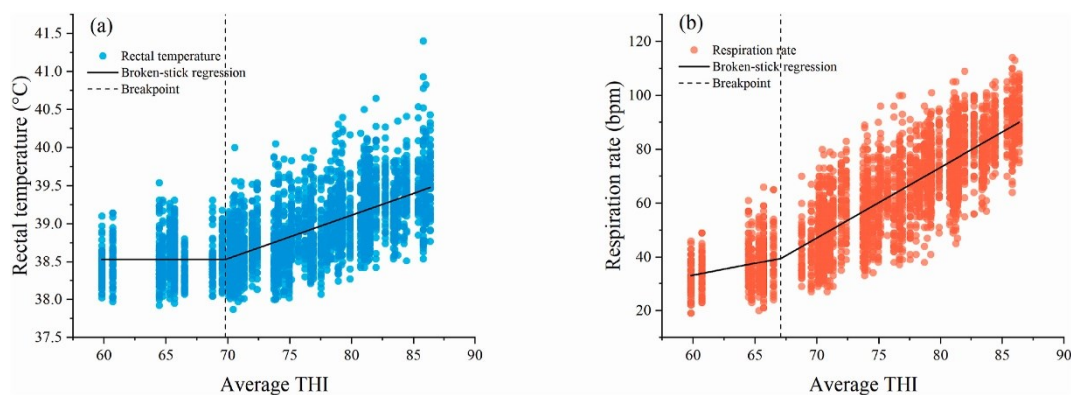 (a)
Rectal temperature
Broken-stick regression
Breakpoint
Rectal temperature (°C)
41.5
41.0
40.5
40.0
39.5
39.0
38.5
38.0
37.5
60
65
70
75
80
85
90
Average THI
(b)
Respiration rate
Broken-stick regression
Breakpoint
Respiration rate (bpm)
120
100
80
60
40
20
60
65
70
75
80
85
90
Average THI